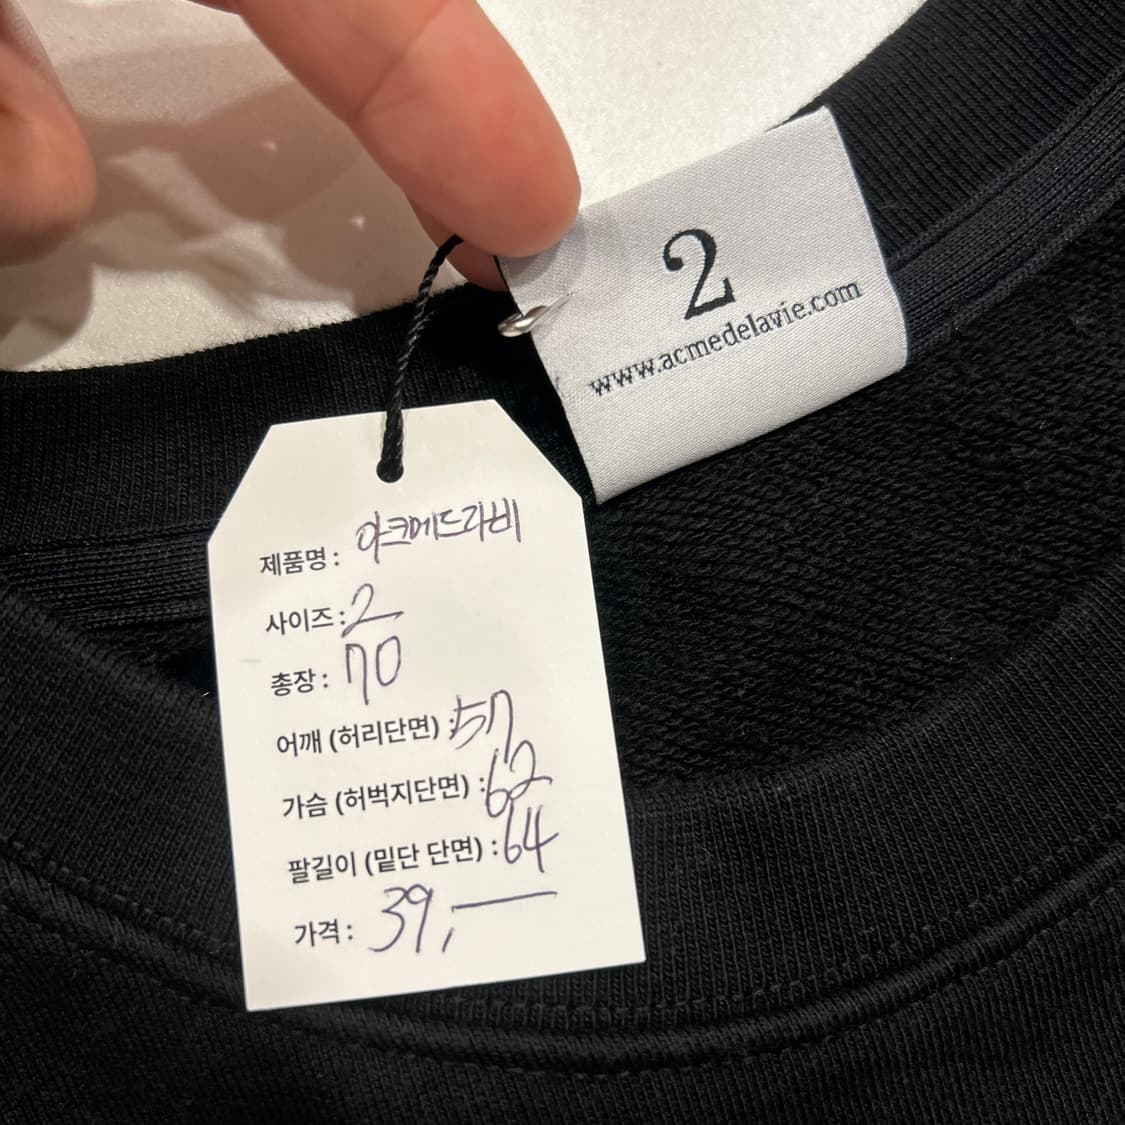 2
www.acmedelavie.com
제품명 : 아크메드라비
사이즈 : 2
총장 : 70
어깨 (허리단면) : 57
가슴 (허벅지단면) : 62
팔길이 (밑단 단면) : 64
가격 : 39,—